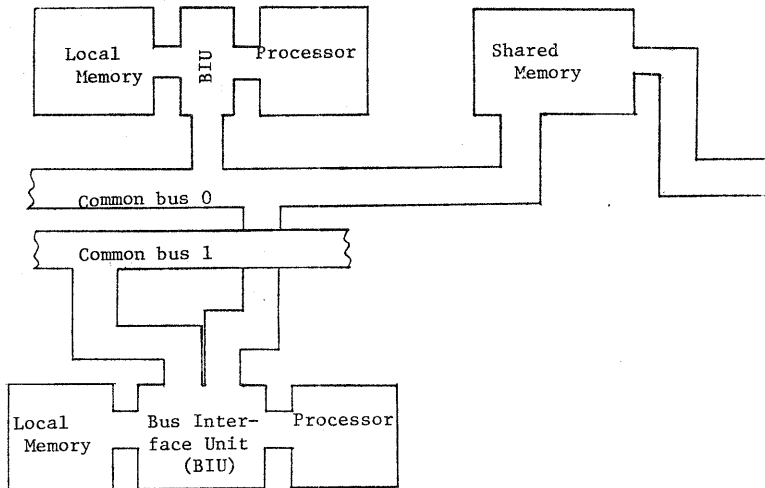 Local
Memory
BIU
Processor
Shared
Memory
Common bus 0
Common bus 1
Local
Memory
Bus Inter-
face Unit
(BIU)
Processor